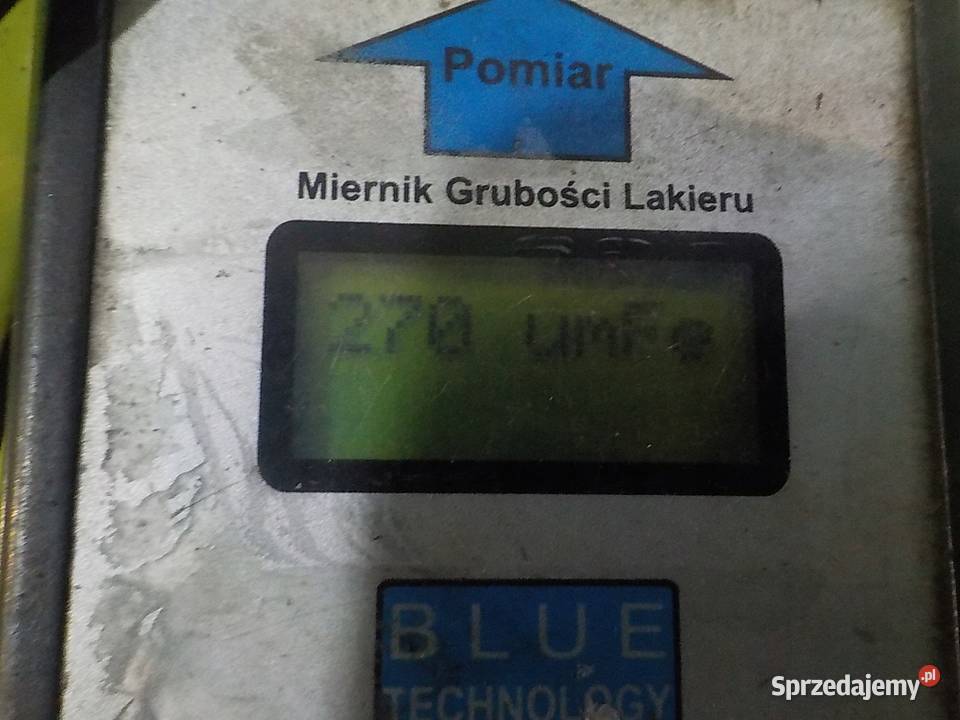 Pomiar
Miernik Grubości Lakieru
270 umFe
BLUE
TECHNOLOGY
Sprzedajemy.pl